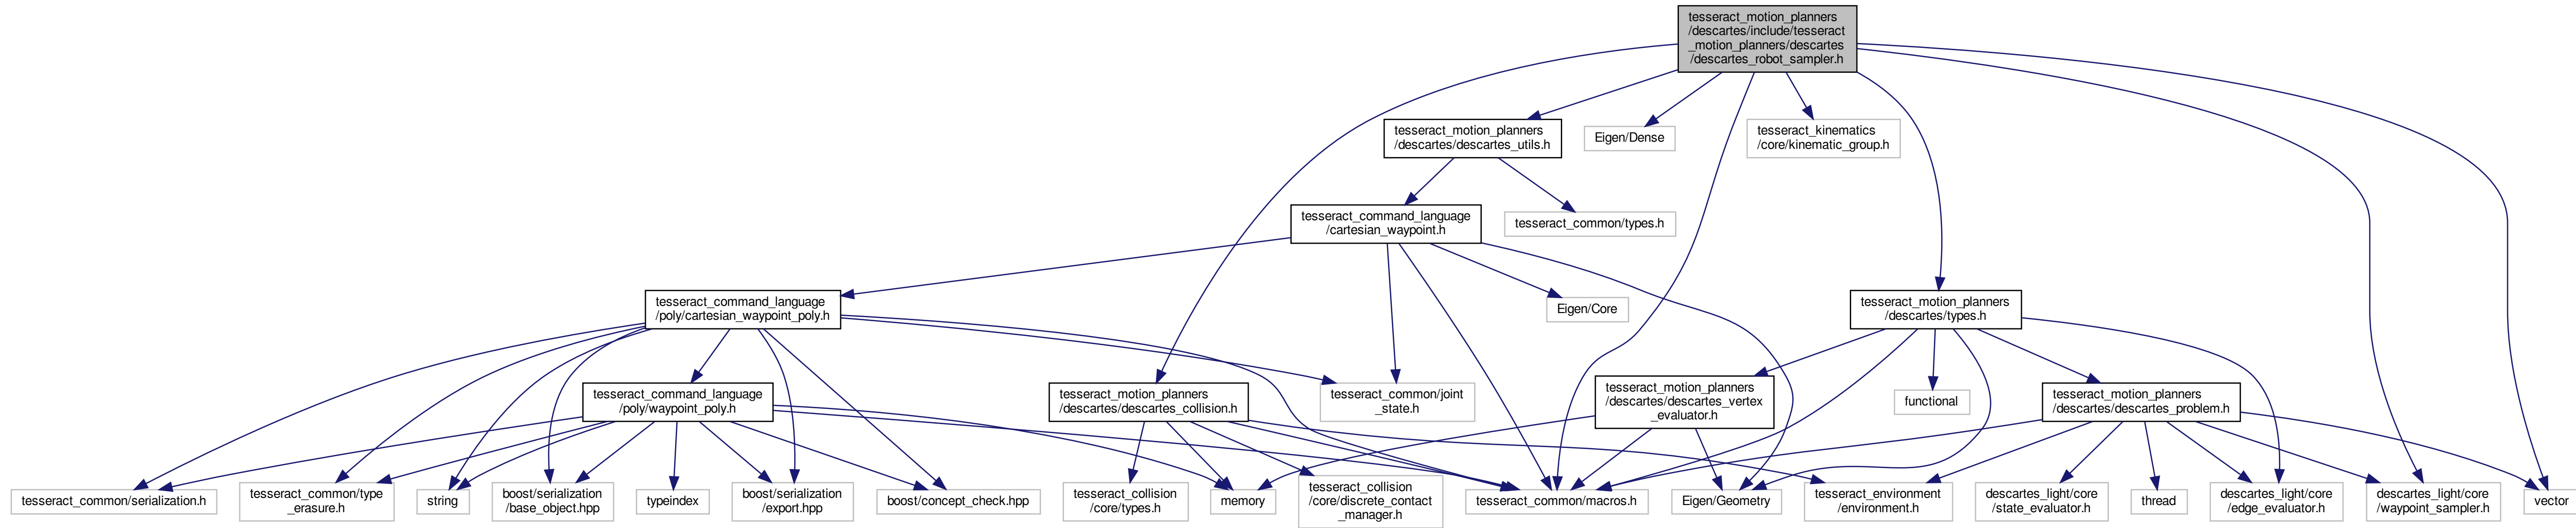 tesseract_motion_planners
/descartes/include/tesseract
_motion_planners/descartes
/descartes_robot_sampler.h
tesseract_motion_planners
/descartes/descartes_utils.h
Eigen/Dense
tesseract_kinematics
/core/kinematic_group.h
tesseract_command_language
/cartesian_waypoint.h
tesseract_common/types.h
tesseract_command_language
/poly/cartesian_waypoint_poly.h
Eigen/Core
tesseract_motion_planners
/descartes/types.h
tesseract_command_language
/poly/waypoint_poly.h
tesseract_motion_planners
/descartes/descartes_collision.h
tesseract_common/joint
_state.h
tesseract_motion_planners
/descartes/descartes_vertex
_evaluator.h
functional
tesseract_motion_planners
/descartes/descartes_problem.h
tesseract_common/serialization.h
tesseract_common/type
_erasure.h
string
boost/serialization
/base_object.hpp
typeindex
boost/serialization
/export.hpp
boost/concept_check.hpp
tesseract_collision
/core/types.h
memory
tesseract_collision
/core/discrete_contact
_manager.h
tesseract_common/macros.h
Eigen/Geometry
tesseract_environment
/environment.h
descartes_light/core
/state_evaluator.h
thread
descartes_light/core
/edge_evaluator.h
descartes_light/core
/waypoint_sampler.h
vector